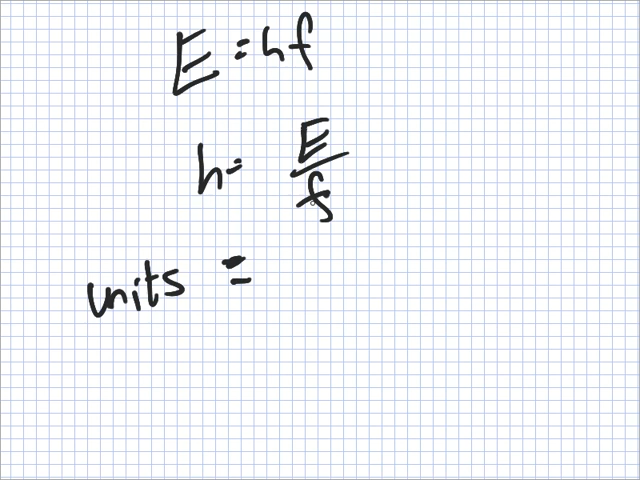 E = hf
h = E/f
units =